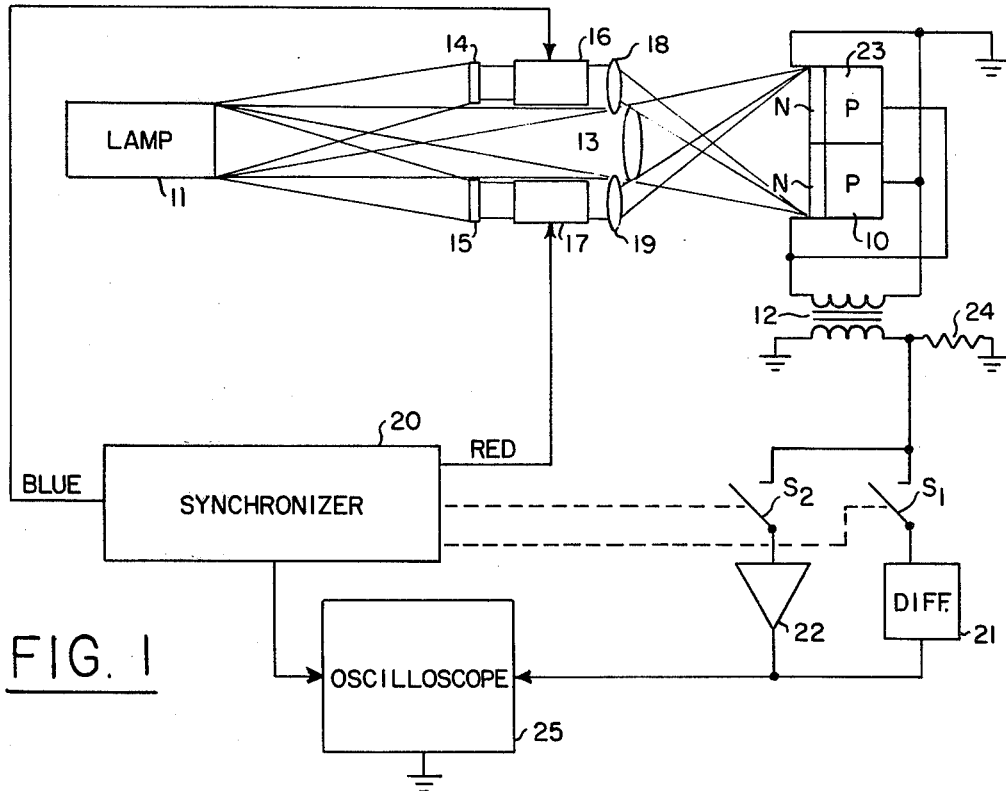 14
16
18
23
LAMP
13
N
P
N
P
11
15
17
19
10
12
24
20
RED
BLUE
SYNCHRONIZER
S2
S1
DIFF.
22
21
FIG. 1
OSCILLOSCOPE
25